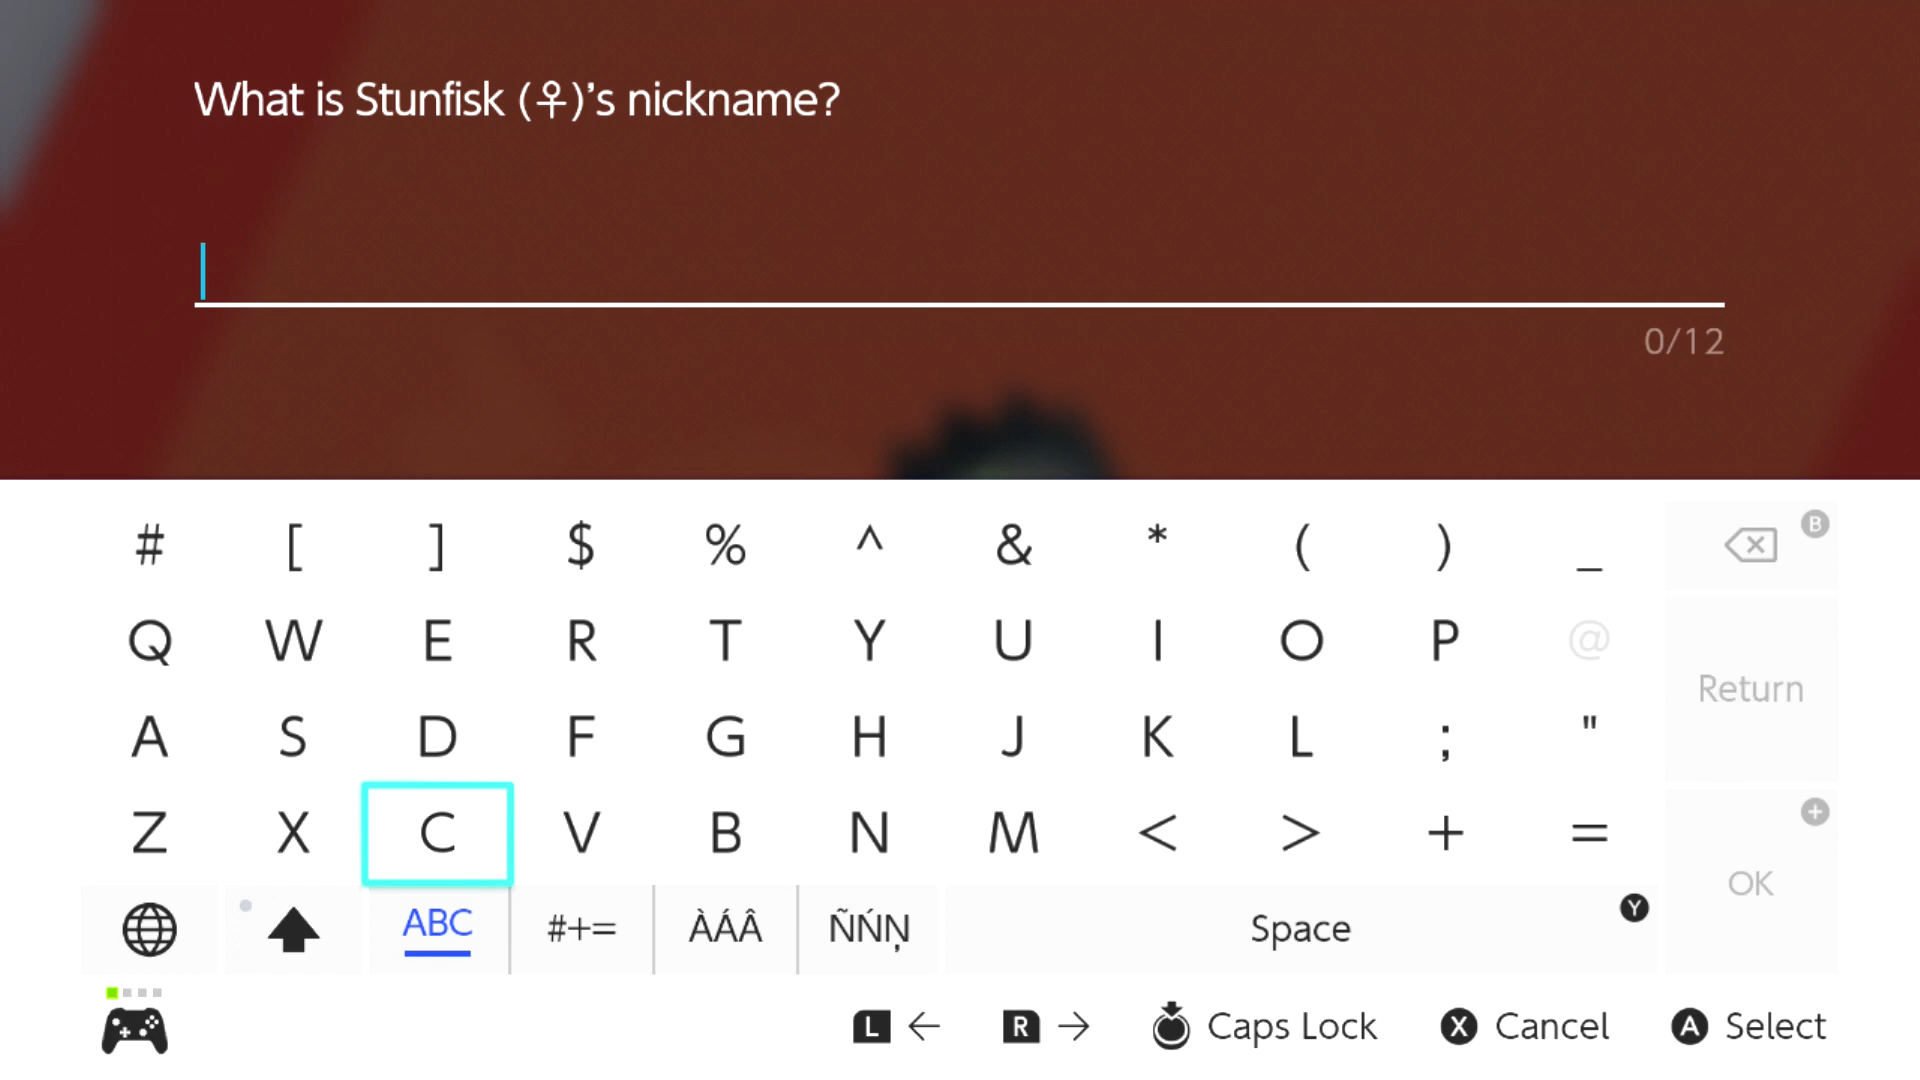 What is Stunfisk (♀)'s nickname?
0/12
# [ ] $ % ^ & * ( ) _ B
Q W E R T Y U I O P @ Return
A S D F G H J K L ; "
Z X C V B N M < > + = + OK
ABC #+= ÀÁÂ ÑŃŅ Space Y
L ← R → Caps Lock X Cancel A Select